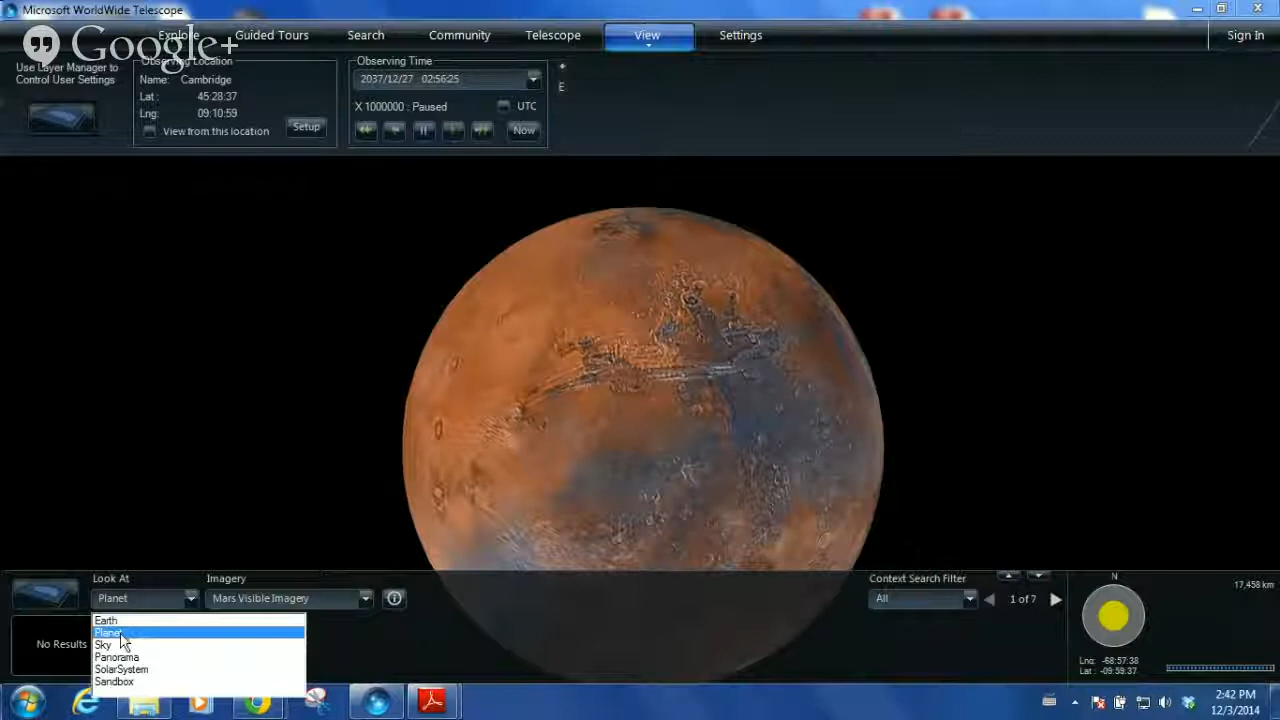 Microsoft WorldWide Telescope
Google+
Explore
Guided Tours
Search
Community
Telescope
View
Settings
Sign In
Use Layer Manager to
Control User Settings
Observing Location
Name: Cambridge
Lat : 45:28:37
Lng: 09:10:59
View from this location
Setup
Observing Time
2037/12/27 02:56:25
X 1000000 : Paused
UTC
Now
E
Look At
Planet
Imagery
Mars Visible Imagery
Context Search Filter
All
1 of 7
N
17,458 km
Lng: -68:57:38
Lat : -09:59:37
No Results
Earth
Planet
Sky
Panorama
SolarSystem
Sandbox
2:42 PM
12/3/2014